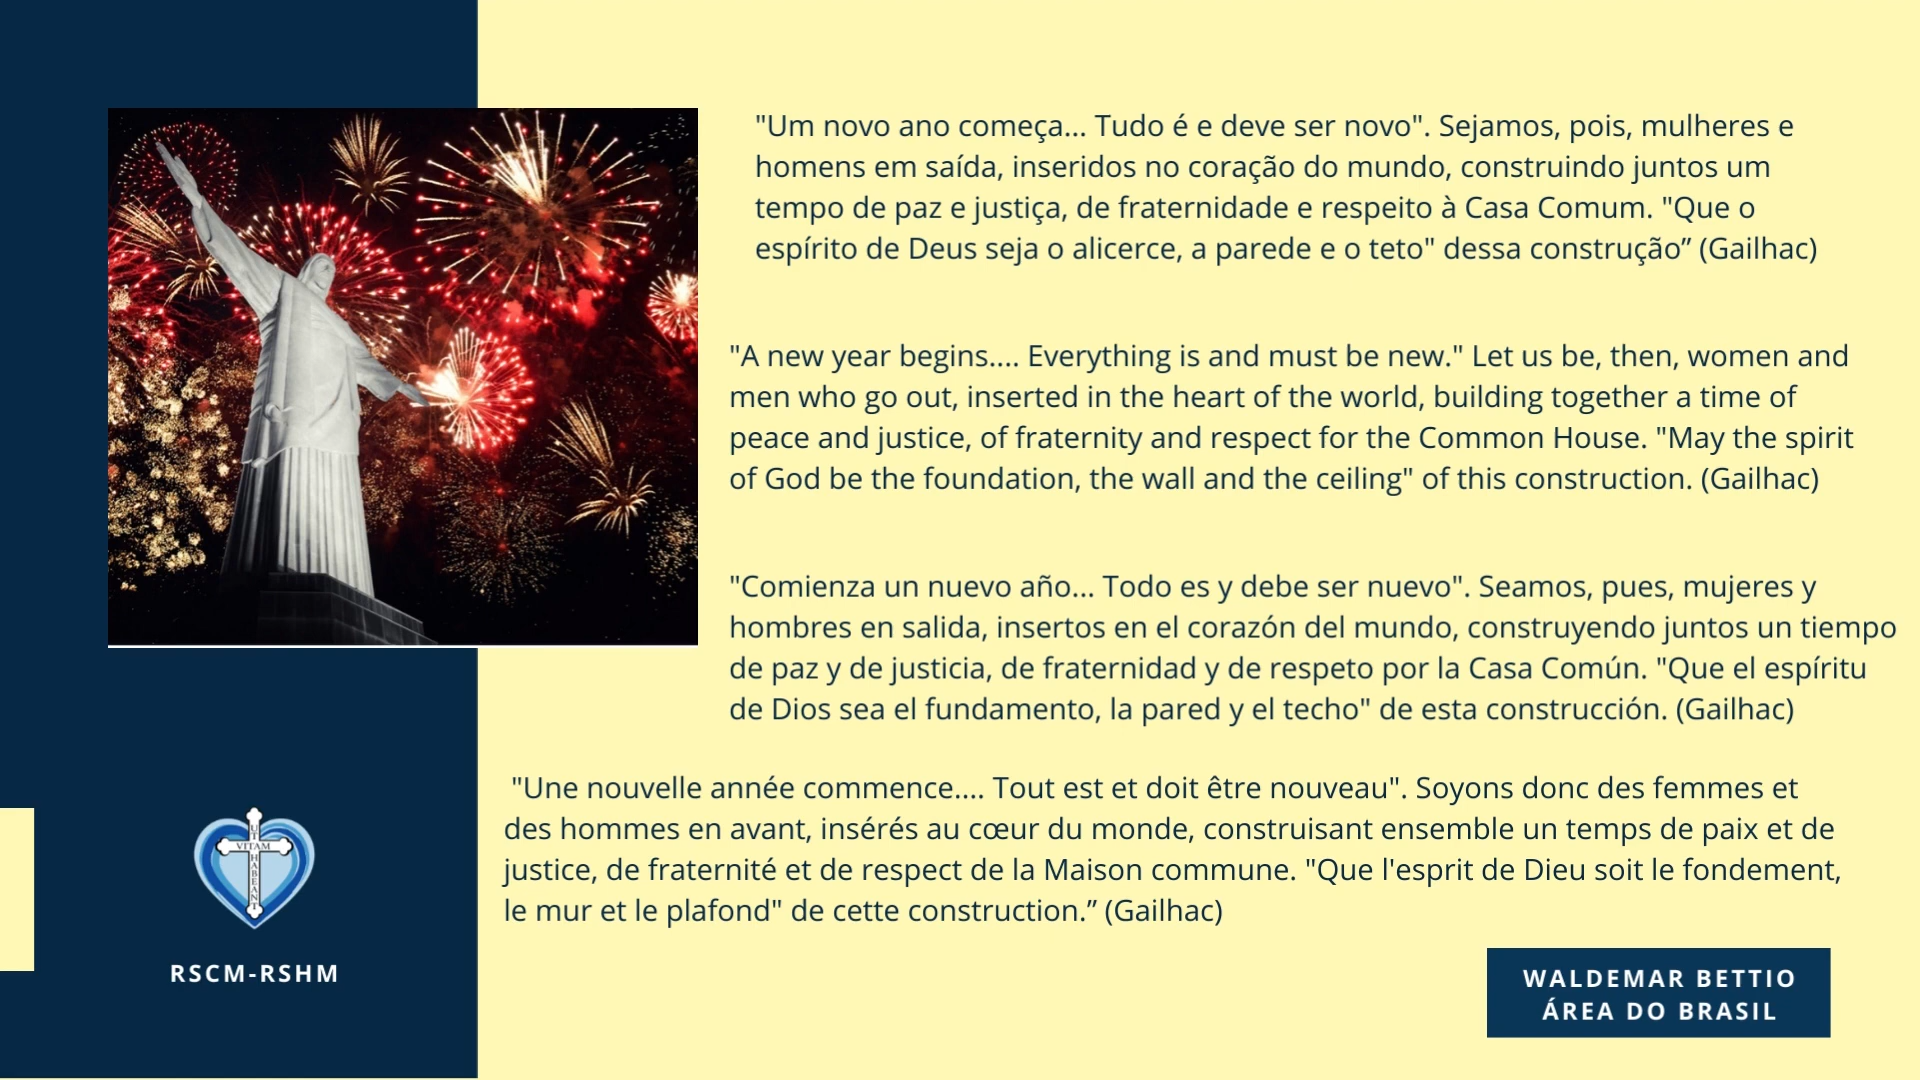 "Um novo ano começa... Tudo é e deve ser novo". Sejamos, pois, mulheres e
homens em saída, inseridos no coração do mundo, construindo juntos um
tempo de paz e justiça, de fraternidade e respeito à Casa Comum. "Que o
espírito de Deus seja o alicerce, a parede e o teto" dessa construção” (Gailhac)
"A new year begins.... Everything is and must be new." Let us be, then, women and
men who go out, inserted in the heart of the world, building together a time of
peace and justice, of fraternity and respect for the Common House. "May the spirit
of God be the foundation, the wall and the ceiling" of this construction. (Gailhac)
"Comienza un nuevo año... Todo es y debe ser nuevo". Seamos, pues, mujeres y
hombres en salida, insertos en el corazón del mundo, construyendo juntos un tiempo
de paz y de justicia, de fraternidad y de respeto por la Casa Común. "Que el espíritu
de Dios sea el fundamento, la pared y el techo" de esta construcción. (Gailhac)
"Une nouvelle année commence.... Tout est et doit être nouveau". Soyons donc des femmes et
des hommes en avant, insérés au cœur du monde, construisant ensemble un temps de paix et de
justice, de fraternité et de respect de la Maison commune. "Que l'esprit de Dieu soit le fondement,
le mur et le plafond" de cette construction.” (Gailhac)
UT
VITAM
HABEANT
RSCM-RSHM
WALDEMAR BETTIO
ÁREA DO BRASIL